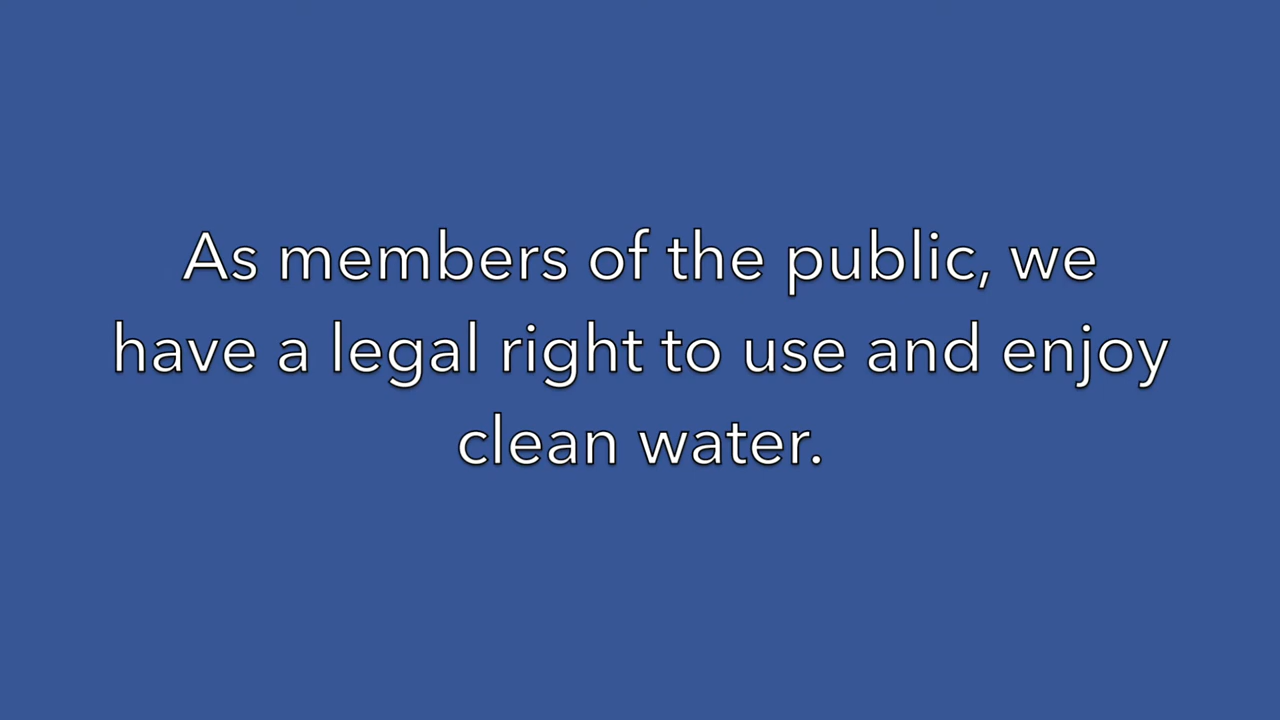 As members of the public, we
have a legal right to use and enjoy
clean water.